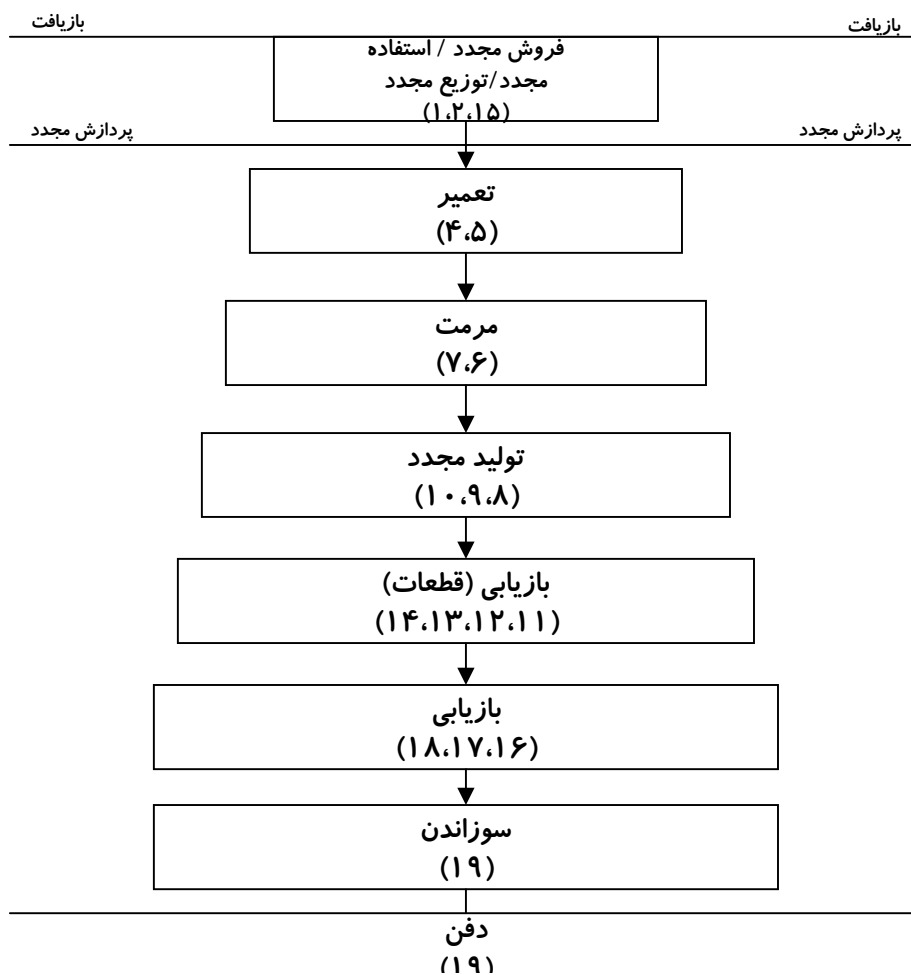 بازیافت
بازیافت
فروش مجدد / استفاده
مجدد/توزیع مجدد
(۱،۲،۱۵)
پردازش مجدد
پردازش مجدد
تعمیر
(۴،۵)
مرمت
(۷،۶)
تولید مجدد
(۱۰،۹،۸)
بازیابی (قطعات)
(۱۴،۱۳،۱۲،۱۱)
بازیابی
(۱۸،۱۷،۱۶)
سوزاندن
(۱۹)
دفن
(۱۹)